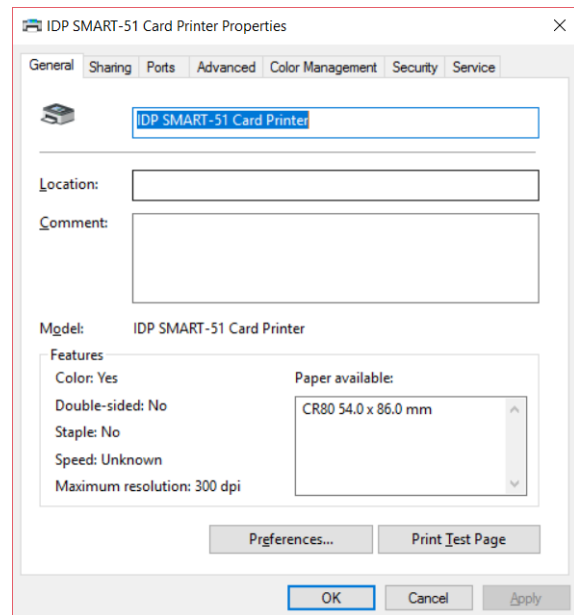 IDP SMART-51 Card Printer Properties
General Sharing Ports Advanced Color Management Security Service
IDP SMART-51 Card Printer
Location:
Comment:
Model: IDP SMART-51 Card Printer
Features
Color: Yes
Paper available:
Double-sided: No
CR80 54.0 x 86.0 mm
Staple: No
Speed: Unknown
Maximum resolution: 300 dpi
Preferences... Print Test Page
OK Cancel Apply